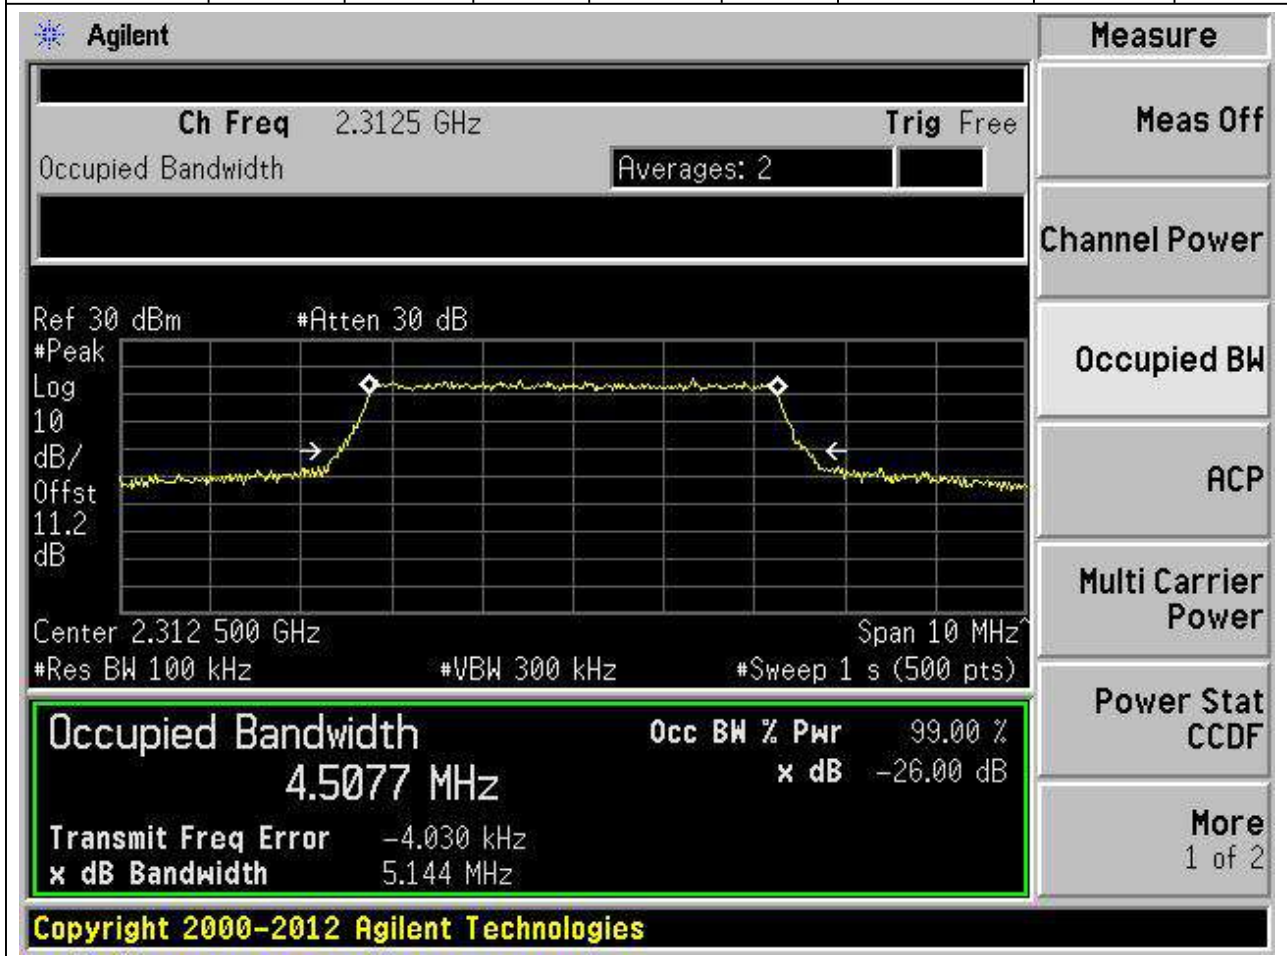 Agilent
Ch Freq 2.3125 GHz Trig Free
Occupied Bandwidth Averages: 2
Ref 30 dBm #Atten 30 dB
#Peak
Log
10
dB/
Offst
11.2
dB
Center 2.312 500 GHz Span 10 MHz^
#Res BW 100 kHz #VBW 300 kHz #Sweep 1 s (500 pts)
Occupied Bandwidth Occ BW % Pwr 99.00 %
4.5077 MHz x dB -26.00 dB
Transmit Freq Error -4.030 kHz
x dB Bandwidth 5.144 MHz
Copyright 2000-2012 Agilent Technologies
Measure
Meas Off
Channel Power
Occupied BW
ACP
Multi Carrier
Power
Power Stat
CCDF
More
1 of 2